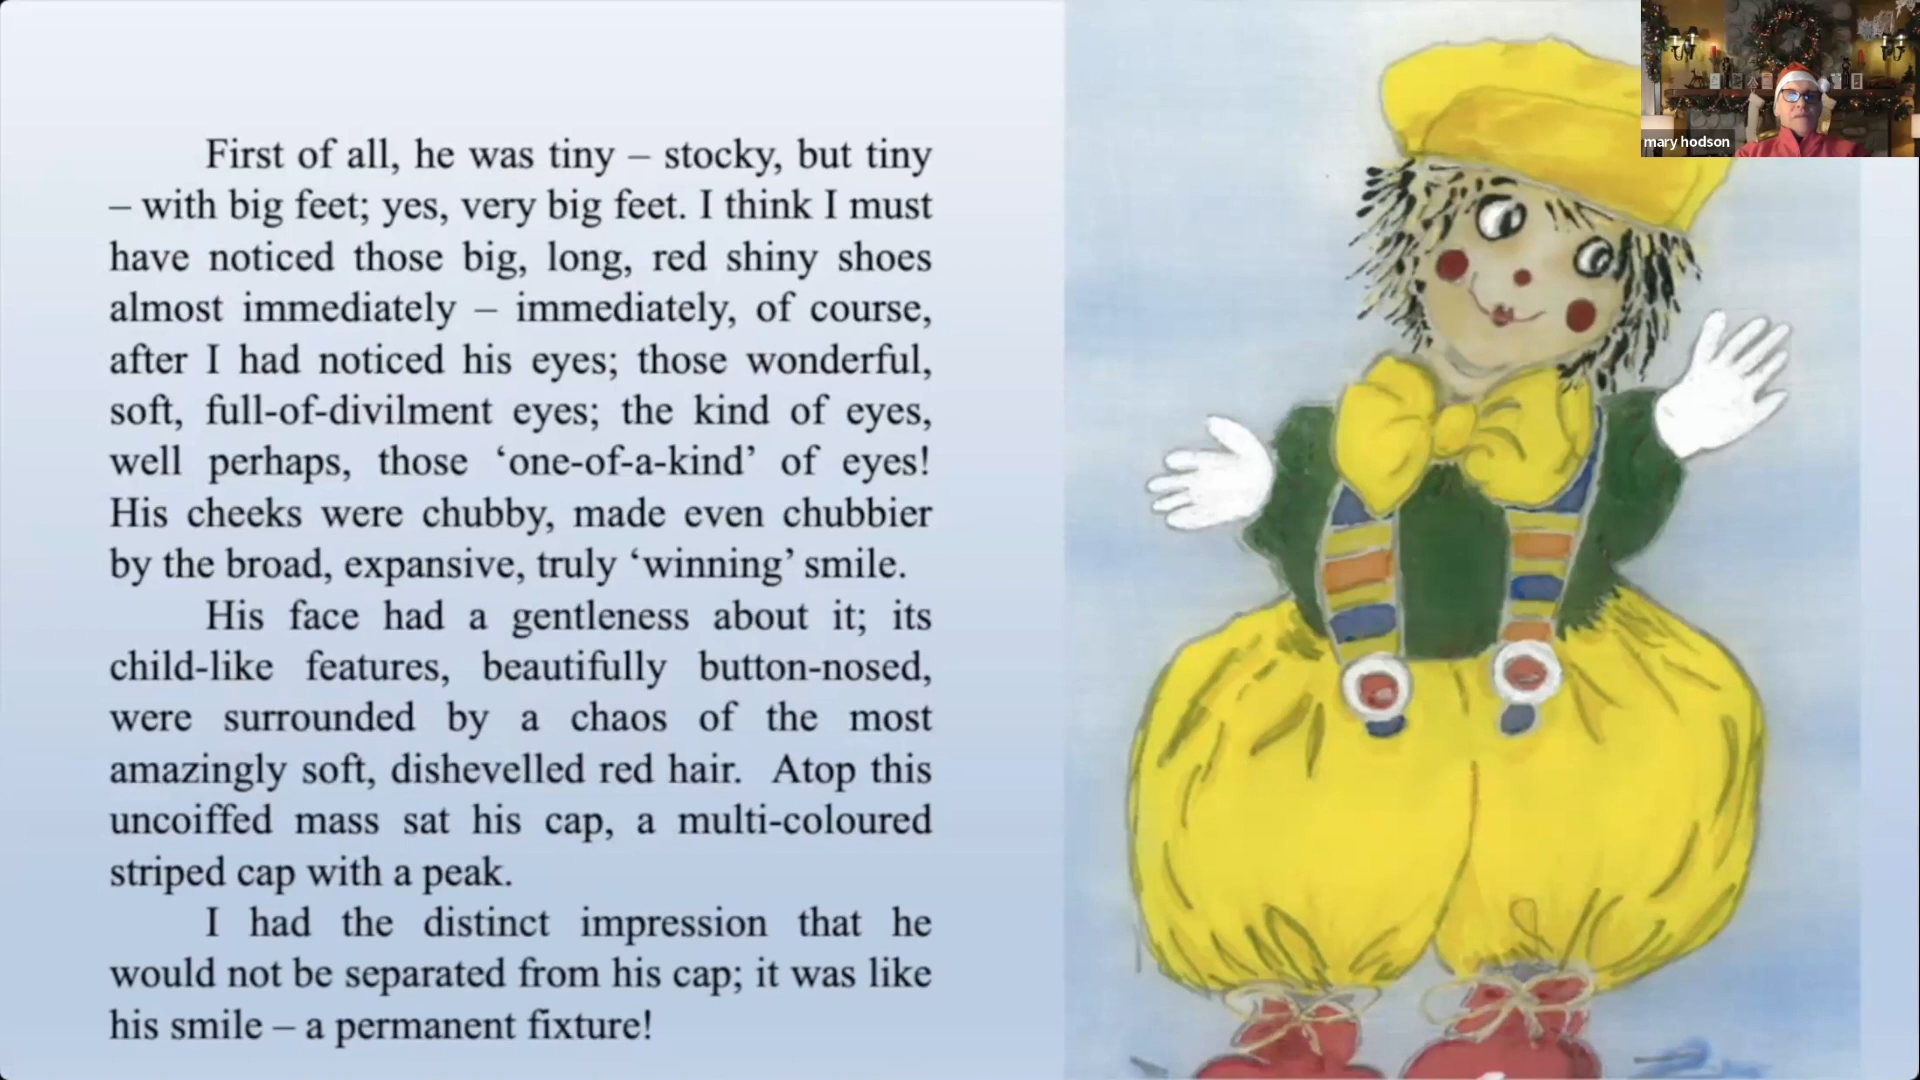 First of all, he was tiny – stocky, but tiny
– with big feet; yes, very big feet. I think I must
have noticed those big, long, red shiny shoes
almost immediately – immediately, of course,
after I had noticed his eyes; those wonderful,
soft, full-of-divilment eyes; the kind of eyes,
well perhaps, those ‘one-of-a-kind’ of eyes!
His cheeks were chubby, made even chubbier
by the broad, expansive, truly ‘winning’ smile.
His face had a gentleness about it; its
child-like features, beautifully button-nosed,
were surrounded by a chaos of the most
amazingly soft, dishevelled red hair.  Atop this
uncoiffed mass sat his cap, a multi-coloured
striped cap with a peak.
I had the distinct impression that he
would not be separated from his cap; it was like
his smile – a permanent fixture!
mary hodson